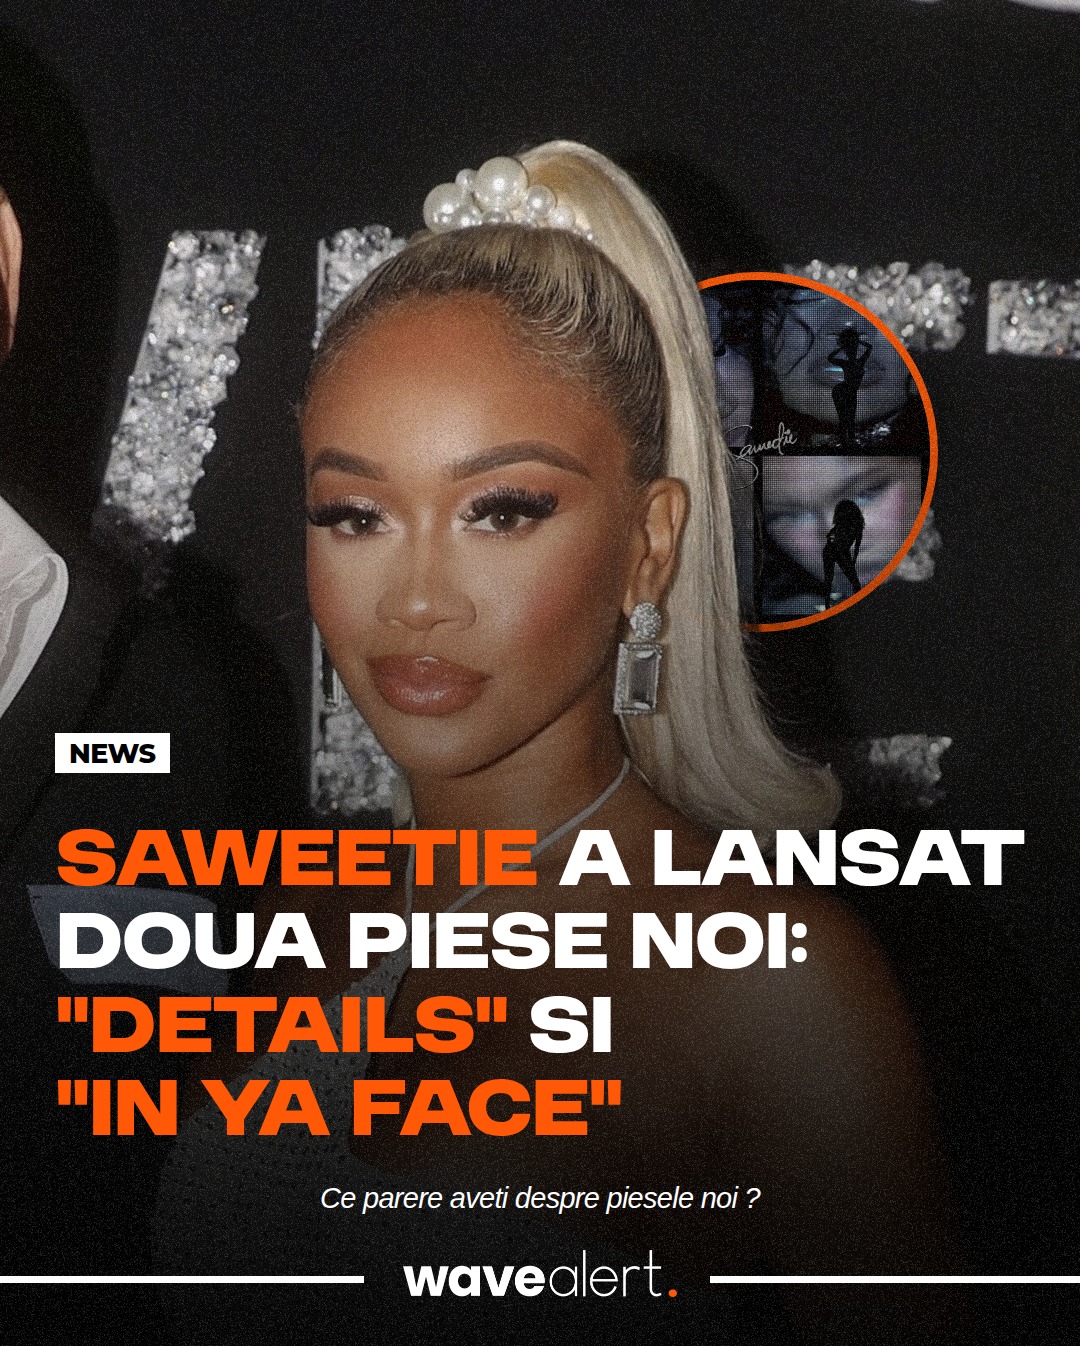 NEWS
SAWEETIE A LANSAT
DOUA PIESE NOI:
"DETAILS" SI
"IN YA FACE"
Ce parere aveti despre piesele noi ?
wavealert.